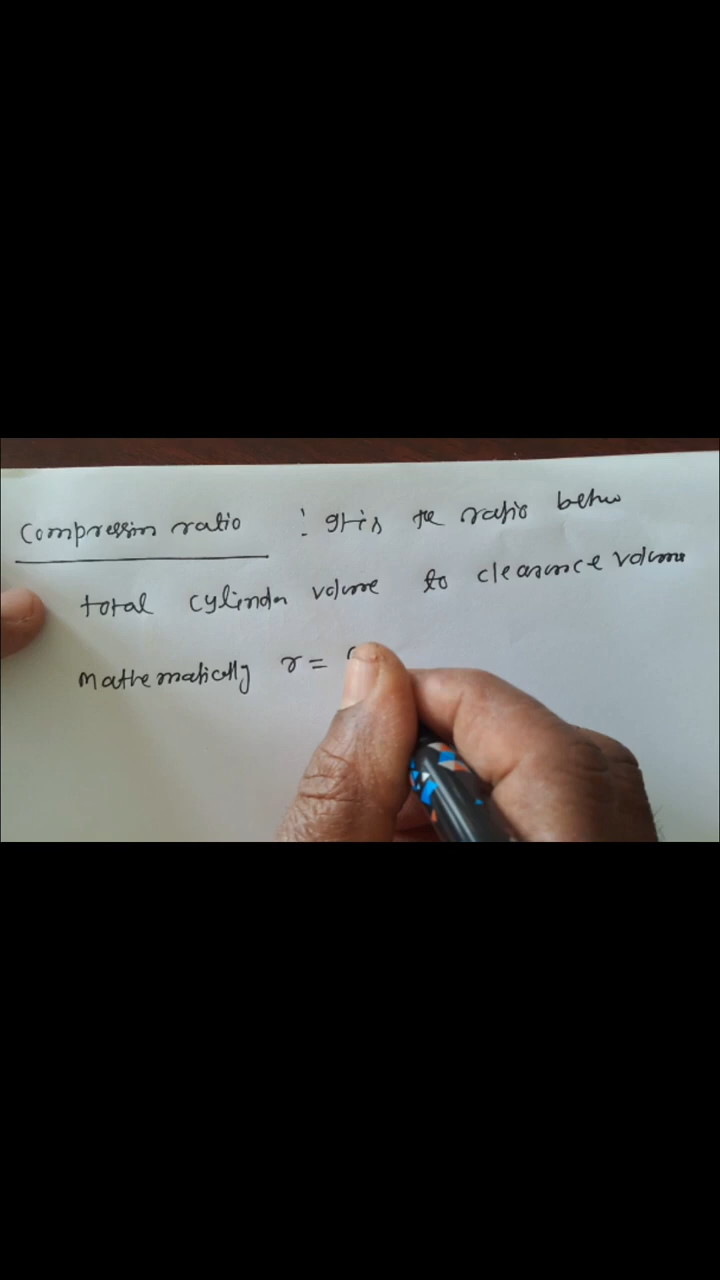 Compression ratio : It is the ratio betw
total cylinder volume to clearance volume
Mathematically r =